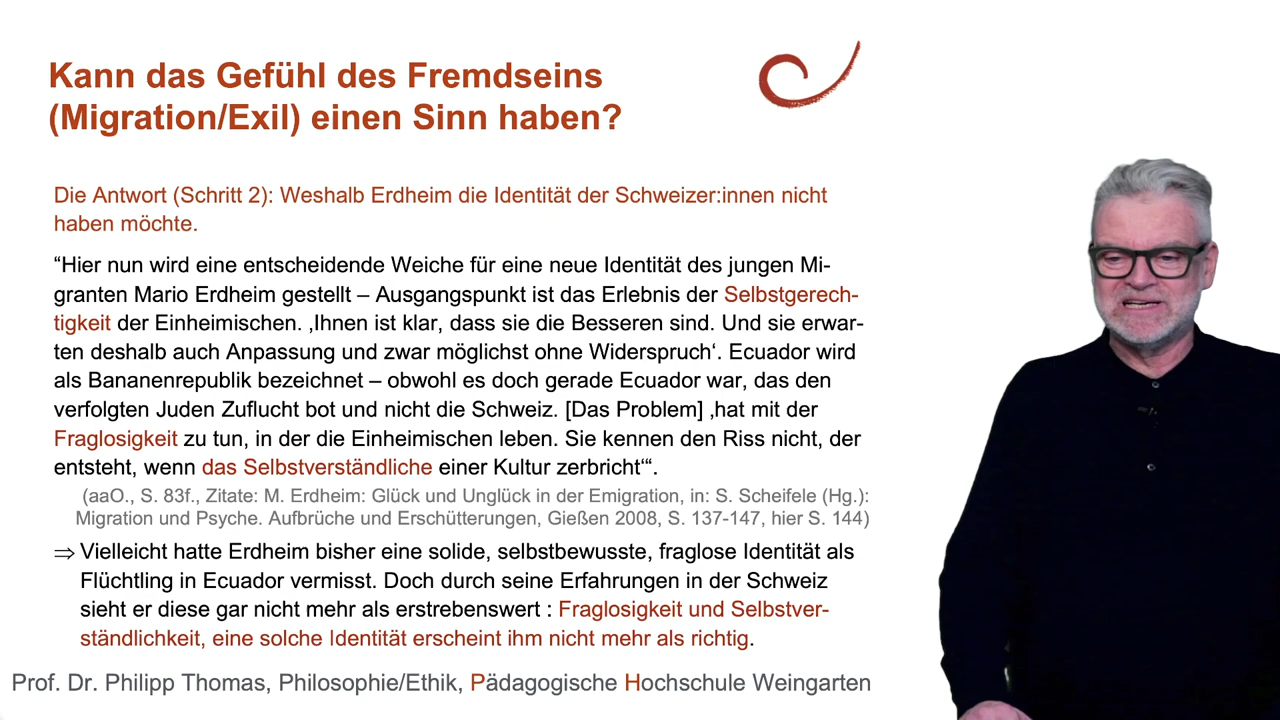 Kann das Gefühl des Fremdseins
(Migration/Exil) einen Sinn haben?
Die Antwort (Schritt 2): Weshalb Erdheim die Identität der Schweizer:innen nicht
haben möchte.
“Hier nun wird eine entscheidende Weiche für eine neue Identität des jungen Mi-
granten Mario Erdheim gestellt – Ausgangspunkt ist das Erlebnis der Selbstgerech-
tigkeit der Einheimischen. ‚Ihnen ist klar, dass sie die Besseren sind. Und sie erwar-
ten deshalb auch Anpassung und zwar möglichst ohne Widerspruch‘. Ecuador wird
als Bananenrepublik bezeichnet – obwohl es doch gerade Ecuador war, das den
verfolgten Juden Zuflucht bot und nicht die Schweiz. [Das Problem] ‚hat mit der
Fraglosigkeit zu tun, in der die Einheimischen leben. Sie kennen den Riss nicht, der
entsteht, wenn das Selbstverständliche einer Kultur zerbricht‘“.
(aaO., S. 83f., Zitate: M. Erdheim: Glück und Unglück in der Emigration, in: S. Scheifele (Hg.):
Migration und Psyche. Aufbrüche und Erschütterungen, Gießen 2008, S. 137-147, hier S. 144)
⇒ Vielleicht hatte Erdheim bisher eine solide, selbstbewusste, fraglose Identität als
Flüchtling in Ecuador vermisst. Doch durch seine Erfahrungen in der Schweiz
sieht er diese gar nicht mehr als erstrebenswert : Fraglosigkeit und Selbstver-
ständlichkeit, eine solche Identität erscheint ihm nicht mehr als richtig.
Prof. Dr. Philipp Thomas, Philosophie/Ethik, Pädagogische Hochschule Weingarten